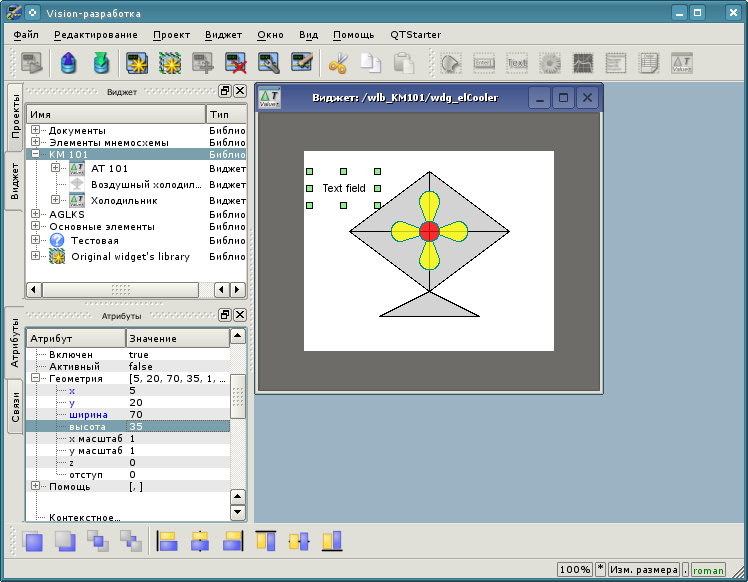 Vision-разработка
Файл Редактирование Проект Виджет Окно Вид Помощь QTStarter
Text
Проекты
Виджет
Виджет
Имя Тип
Документы Библио
Элементы мнемосхемы Библио
КМ 101 Библио
АТ 101 Виджет
Воздушный холодил... Виджет
Холодильник Виджет
AGLKS Библио
Основные элементы Библио
Тестовая Библио
Original widget's library Библио
Виджет: /wlb_KM101/wdg_elCooler
Text field
Атрибуты
Связи
Атрибуты
Атрибут Значение
Включен true
Активный false
Геометрия [5, 20, 70, 35, 1, ...
x 5
y 20
ширина 70
высота 35
x масштаб 1
y масштаб 1
z 0
отступ 0
Помощь [, ]
Контекстное...
100% * Изм. размера . roman